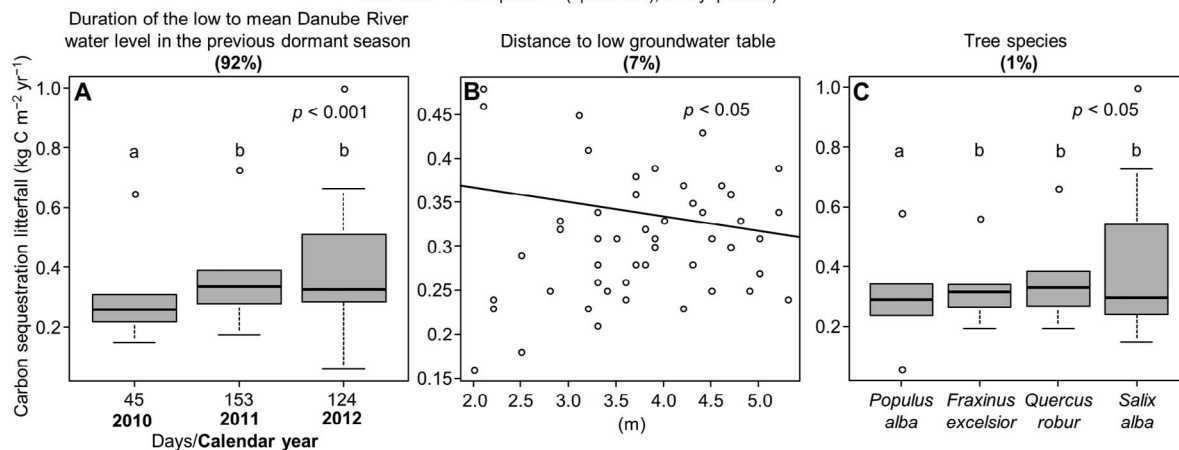 Duration of the low to mean Danube River
water level in the previous dormant season
(92%)
Distance to low groundwater table
(7%)
Tree species
(1%)
Carbon sequestration litterfall (kg C m⁻² yr⁻¹)
A
p < 0.001
1.0
0.8
0.6
0.4
0.2
a
b
b
45
153
124
2010
2011
2012
Days/Calendar year
B
p < 0.05
0.45
0.4
0.35
0.3
0.25
0.2
0.15
2.0
2.5
3.0
3.5
4.0
4.5
5.0
(m)
C
p < 0.05
1.0
0.8
0.6
0.4
0.2
a
b
b
b
Populus
alba
Fraxinus
excelsior
Quercus
robur
Salix
alba